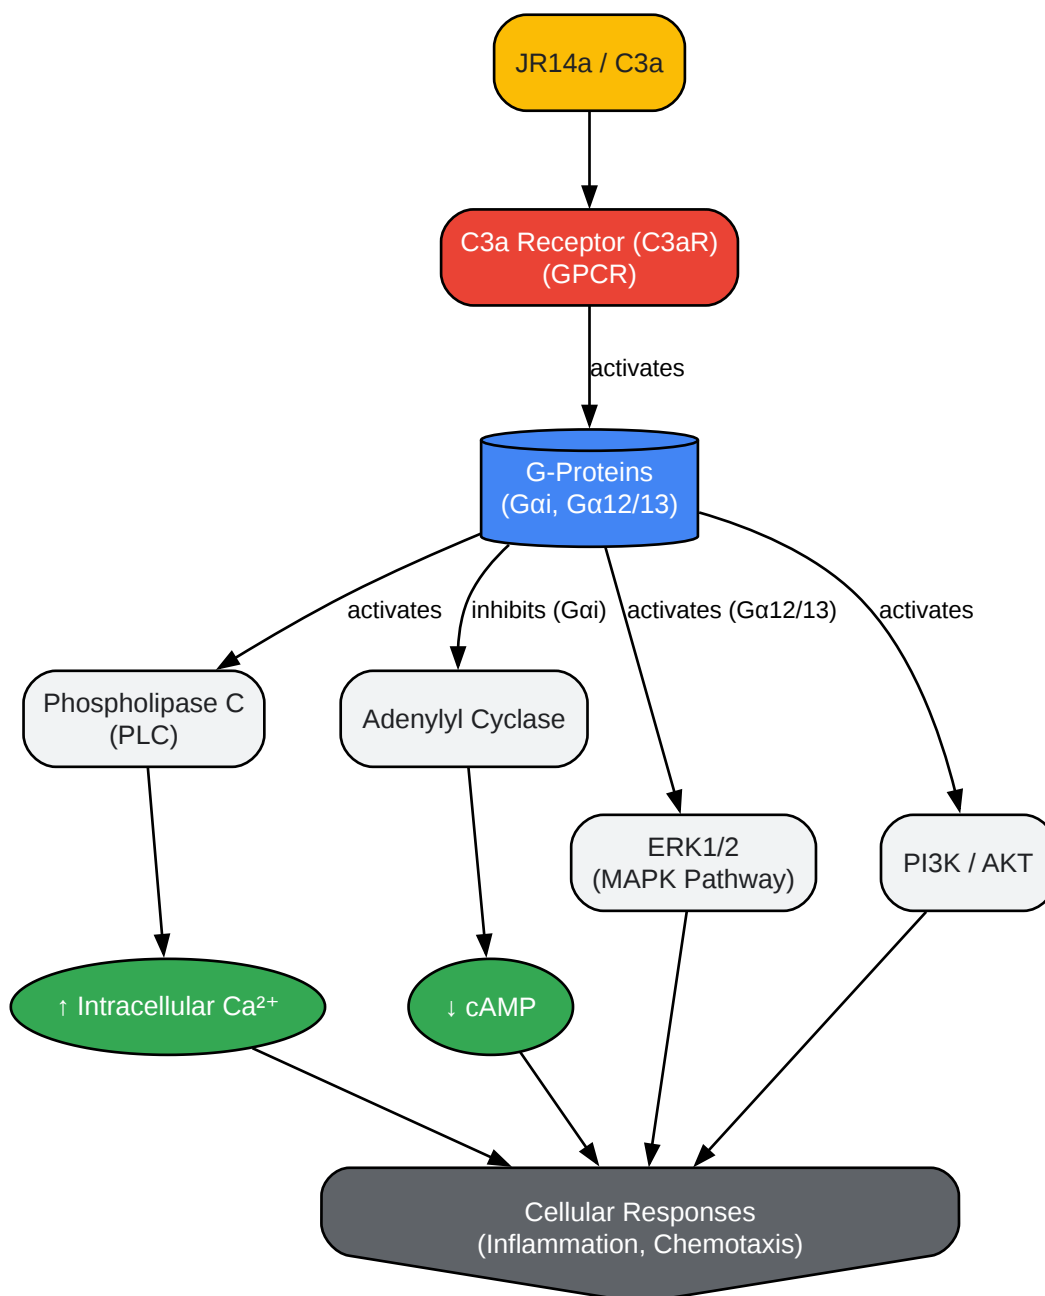 JR14a / C3a
C3a Receptor (C3aR)
(GPCR)
activates
G-Proteins
(Gαi, Gα12/13)
activates
inhibits (Gαi)
activates (Gα12/13)
activates
Phospholipase C
(PLC)
Adenylyl Cyclase
ERK1/2
(MAPK Pathway)
PI3K / AKT
↑ Intracellular Ca²⁺
↓ cAMP
Cellular Responses
(Inflammation, Chemotaxis)